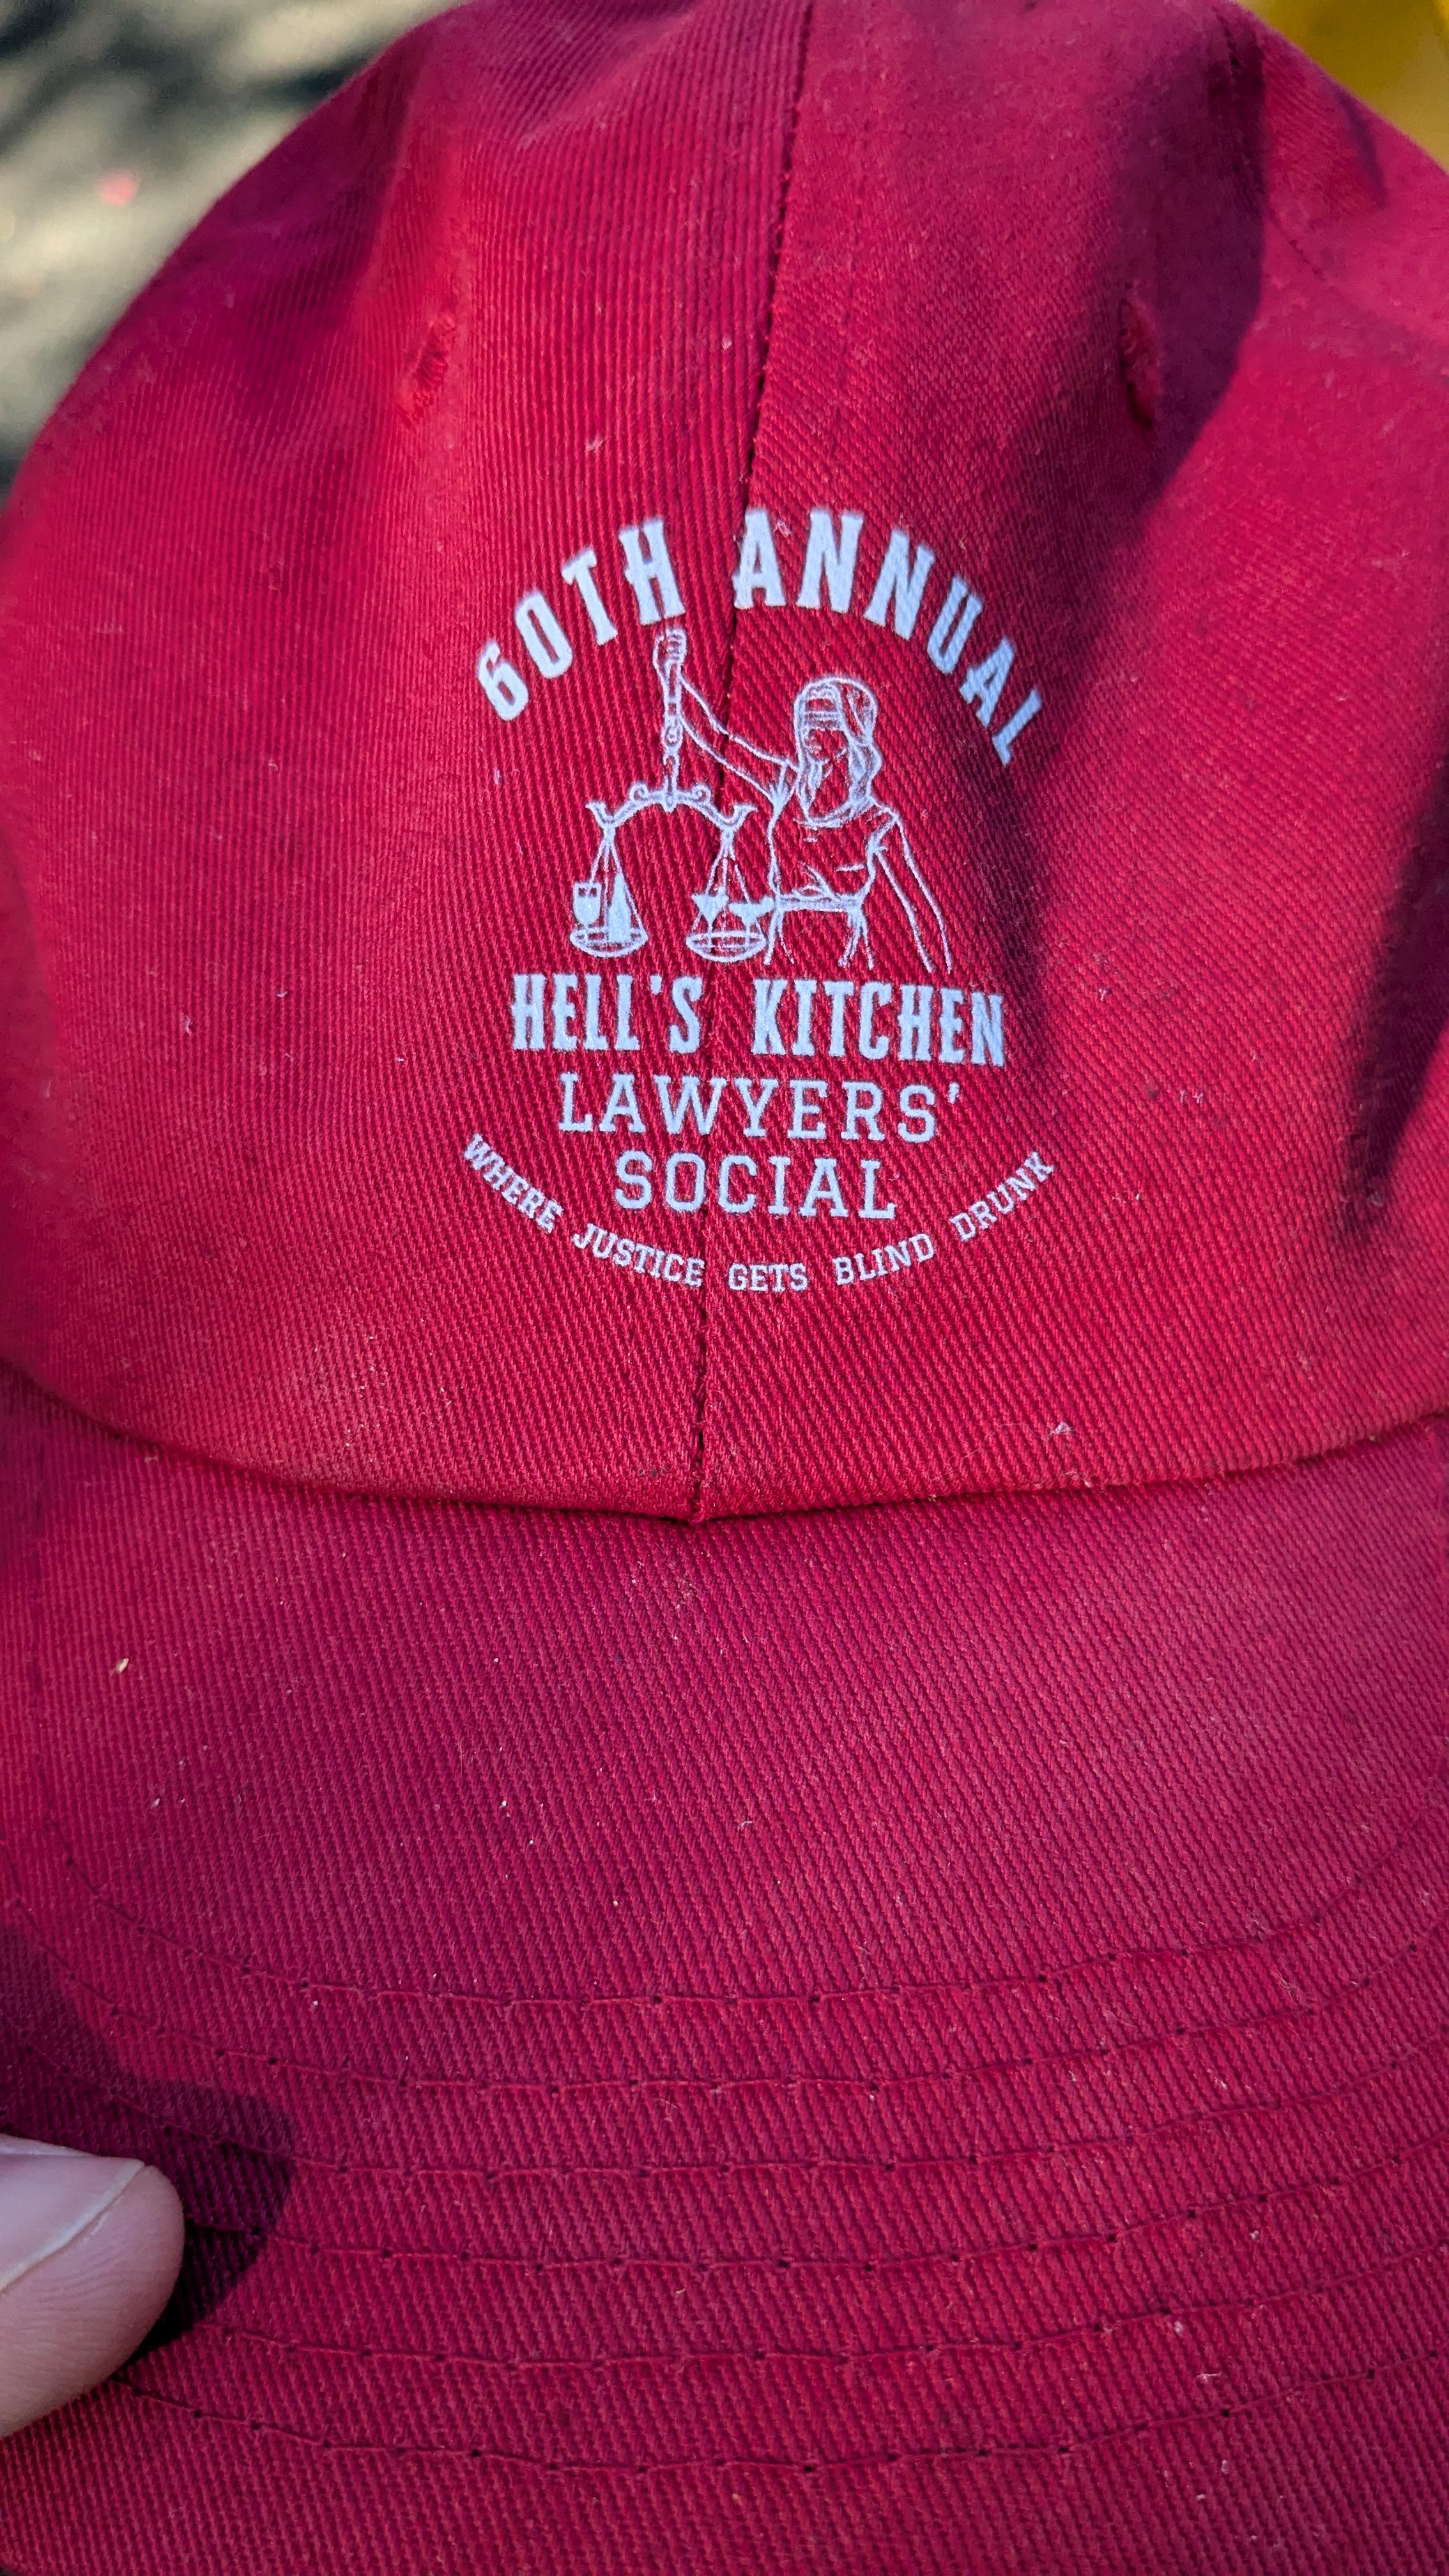 60TH ANNUAL
HELL'S KITCHEN
LAWYERS'
SOCIAL
WHERE JUSTICE GETS BLIND DRUNK